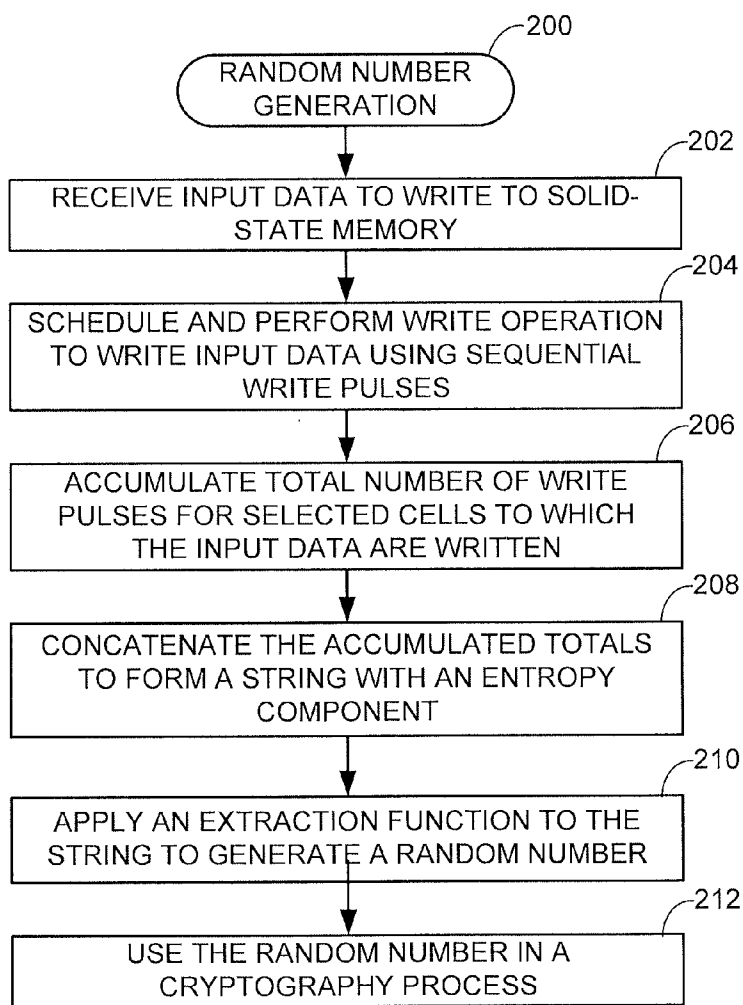 200
RANDOM NUMBER
GENERATION
202
RECEIVE INPUT DATA TO WRITE TO SOLID-
STATE MEMORY
204
SCHEDULE AND PERFORM WRITE OPERATION
TO WRITE INPUT DATA USING SEQUENTIAL
WRITE PULSES
206
ACCUMULATE TOTAL NUMBER OF WRITE
PULSES FOR SELECTED CELLS TO WHICH
THE INPUT DATA ARE WRITTEN
208
CONCATENATE THE ACCUMULATED TOTALS
TO FORM A STRING WITH AN ENTROPY
COMPONENT
210
APPLY AN EXTRACTION FUNCTION TO THE
STRING TO GENERATE A RANDOM NUMBER
212
USE THE RANDOM NUMBER IN A
CRYPTOGRAPHY PROCESS